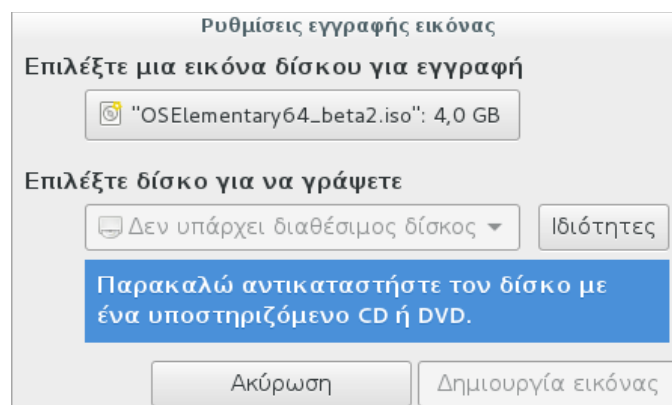 Ρυθμίσεις εγγραφής εικόνας
Επιλέξτε μια εικόνα δίσκου για εγγραφή
"OSElementary64_beta2.iso": 4,0 GB
Επιλέξτε δίσκο για να γράψετε
Δεν υπάρχει διαθέσιμος δίσκος
Ιδιότητες
Παρακαλώ αντικαταστήστε τον δίσκο με
ένα υποστηριζόμενο CD ή DVD.
Ακύρωση
Δημιουργία εικόνας